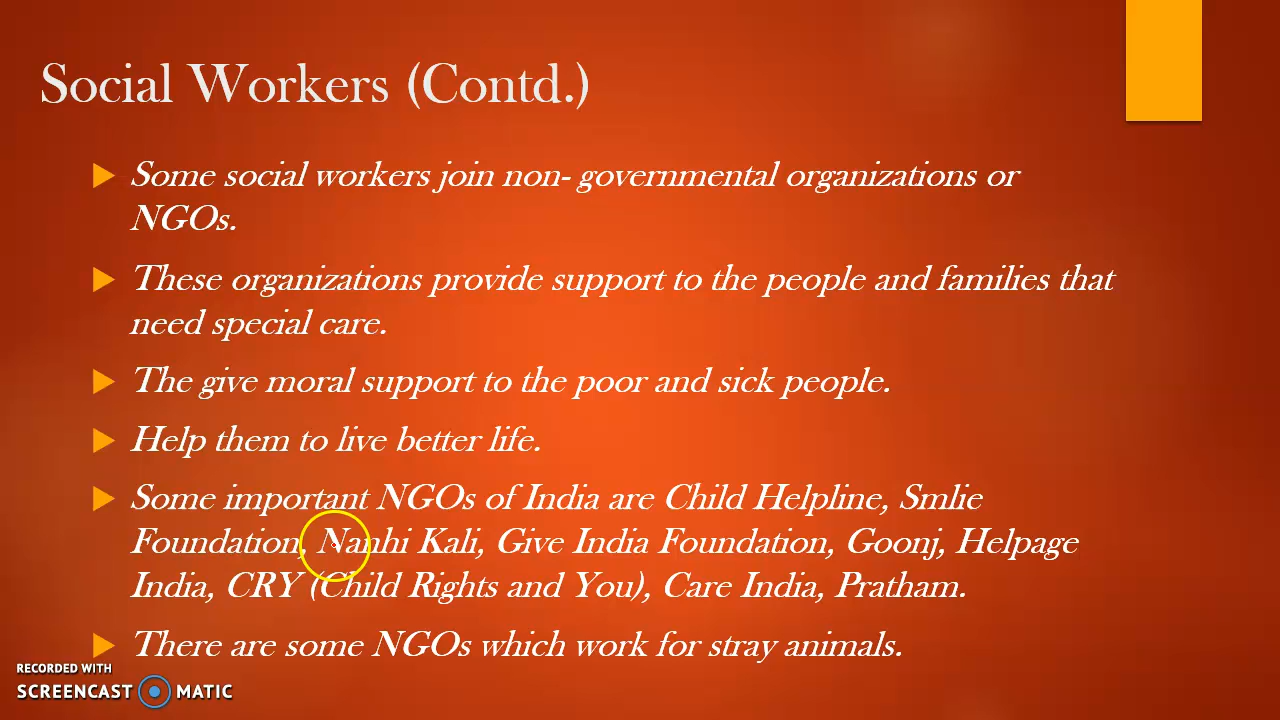 Social Workers (Contd.)
Some social workers join non- governmental organizations or
NGOs.
These organizations provide support to the people and families that
need special care.
The give moral support to the poor and sick people.
Help them to live better life.
Some important NGOs of India are Child Helpline, Smlie
Foundation, Nanhi Kali, Give India Foundation, Goonj, Helpage
India, CRY (Child Rights and You), Care India, Pratham.
There are some NGOs which work for stray animals.
RECORDED WITH
SCREENCAST MATIC